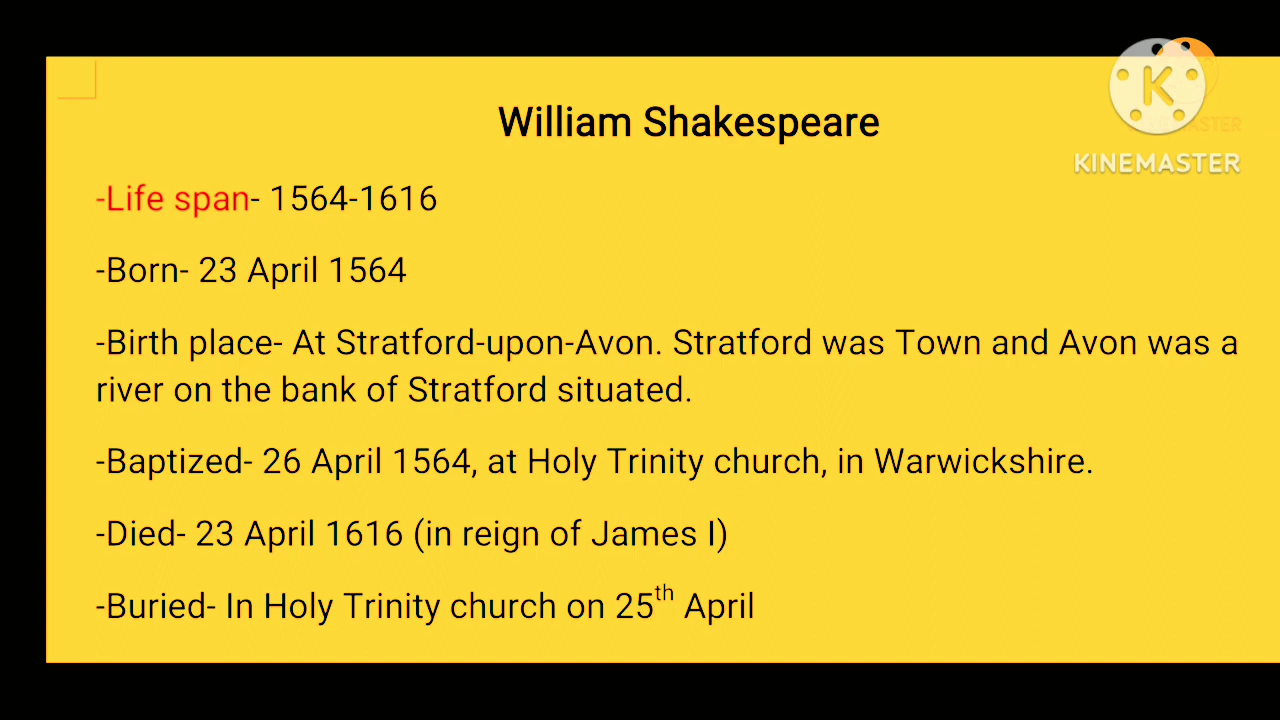 William Shakespeare
KINEMASTER
-Life span- 1564-1616
-Born- 23 April 1564
-Birth place- At Stratford-upon-Avon. Stratford was Town and Avon was a
river on the bank of Stratford situated.
-Baptized- 26 April 1564, at Holy Trinity church, in Warwickshire.
-Died- 23 April 1616 (in reign of James I)
-Buried- In Holy Trinity church on 25th April